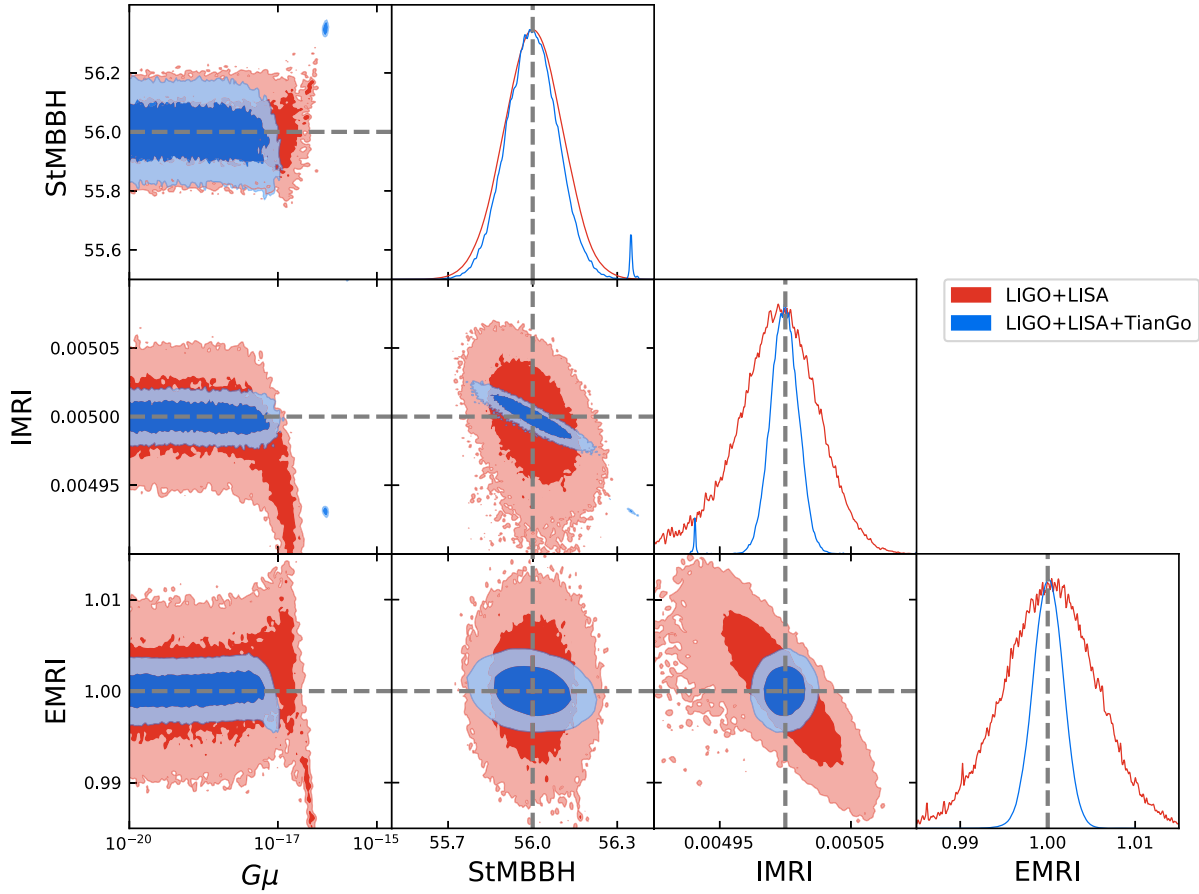 56.2
56.0
55.8
55.6
StMBBH
0.00505
0.00500
0.00495
IMRI
LIGO+LISA
LIGO+LISA+TianGo
1.01
1.00
0.99
EMRI
10⁻²⁰ 10⁻¹⁷ 10⁻¹⁵ 55.7 56.0 56.3 0.00495 0.00505 0.99 1.00 1.01
Gμ StMBBH IMRI EMRI